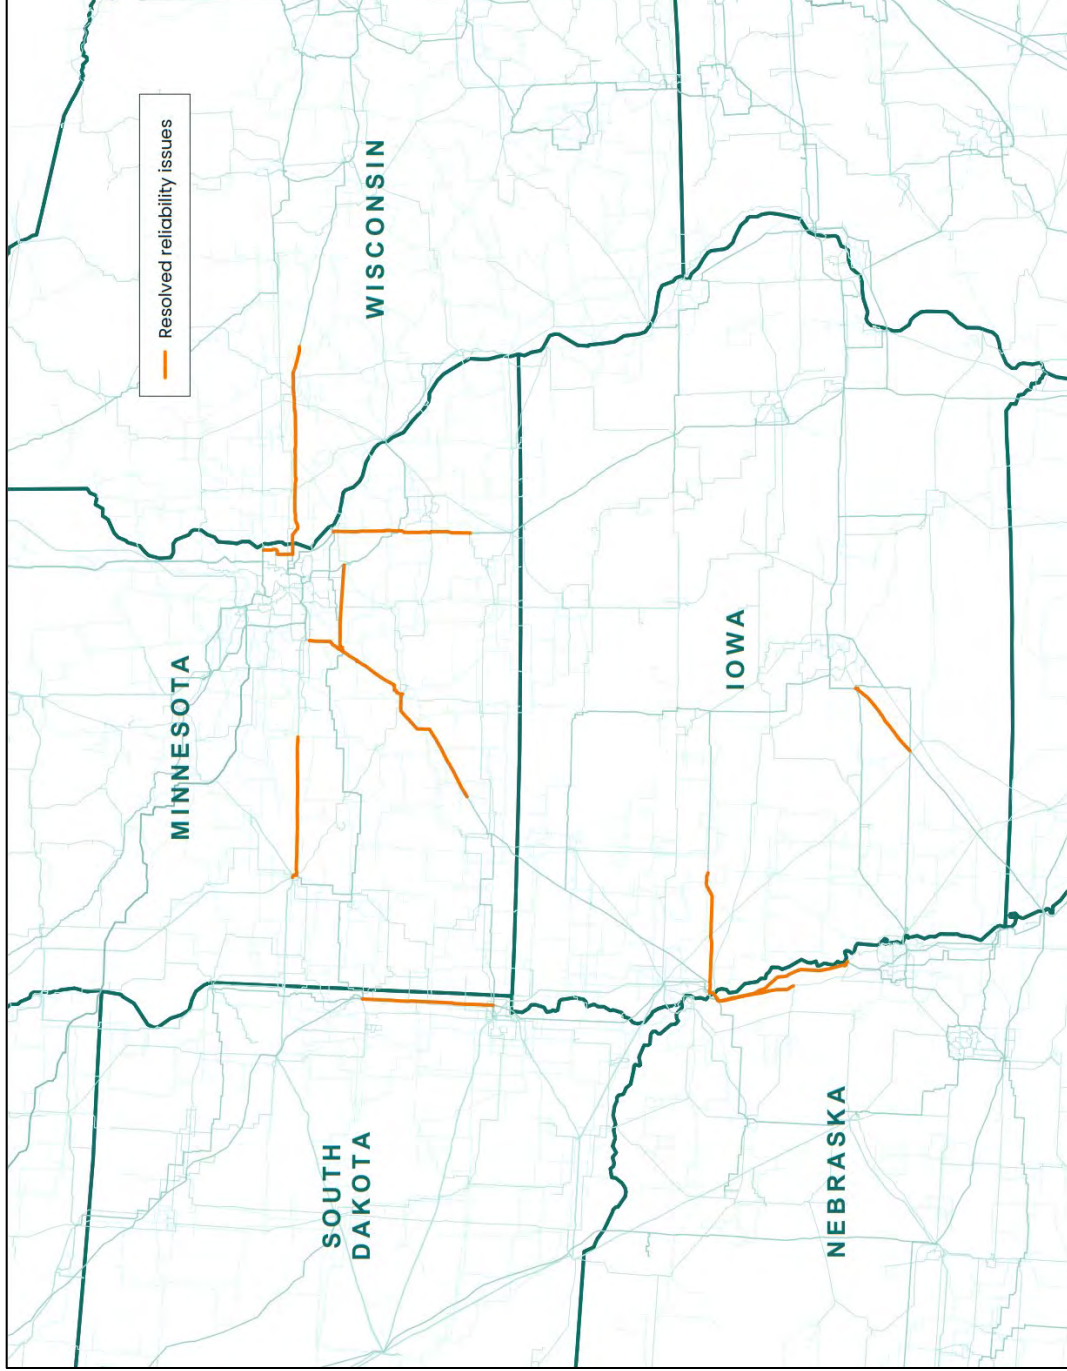 Resolved reliability issues
MINNESOTA
WISCONSIN
SOUTH
DAKOTA
IOWA
NEBRASKA